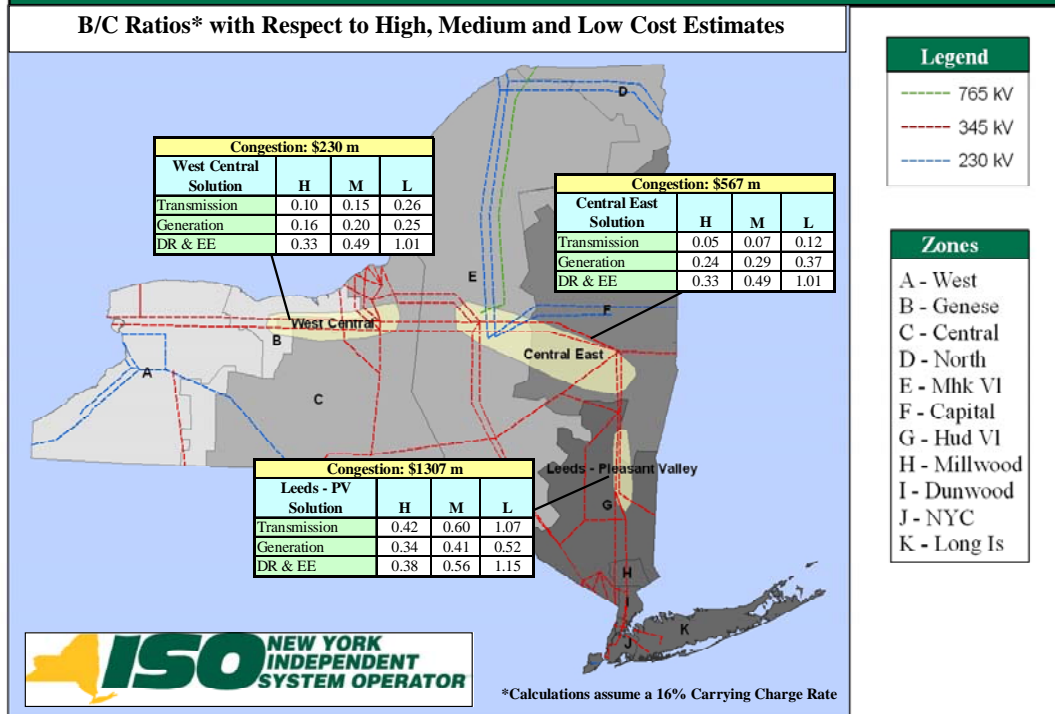 B/C Ratios* with Respect to High, Medium and Low Cost Estimates
Legend
765 kV
345 kV
230 kV
Zones
A - West
B - Genese
C - Central
D - North
E - Mhk Vl
F - Capital
G - Hud Vl
H - Millwood
I - Dunwood
J - NYC
K - Long Is
D
Congestion: $230 m
West Central
Solution H M L
Transmission 0.10 0.15 0.26
Generation 0.16 0.20 0.25
DR & EE 0.33 0.49 1.01
Congestion: $567 m
Central East
Solution H M L
Transmission 0.05 0.07 0.12
Generation 0.24 0.29 0.37
DR & EE 0.33 0.49 1.01
E
F
West Central
B
Central East
A
C
Congestion: $1307 m
Leeds - PV
Solution H M L
Transmission 0.42 0.60 1.07
Generation 0.34 0.41 0.52
DR & EE 0.38 0.56 1.15
Leeds - Pleasant Valley
G
H
I
K
J
ISO NEW YORK
INDEPENDENT
SYSTEM OPERATOR
*Calculations assume a 16% Carrying Charge Rate